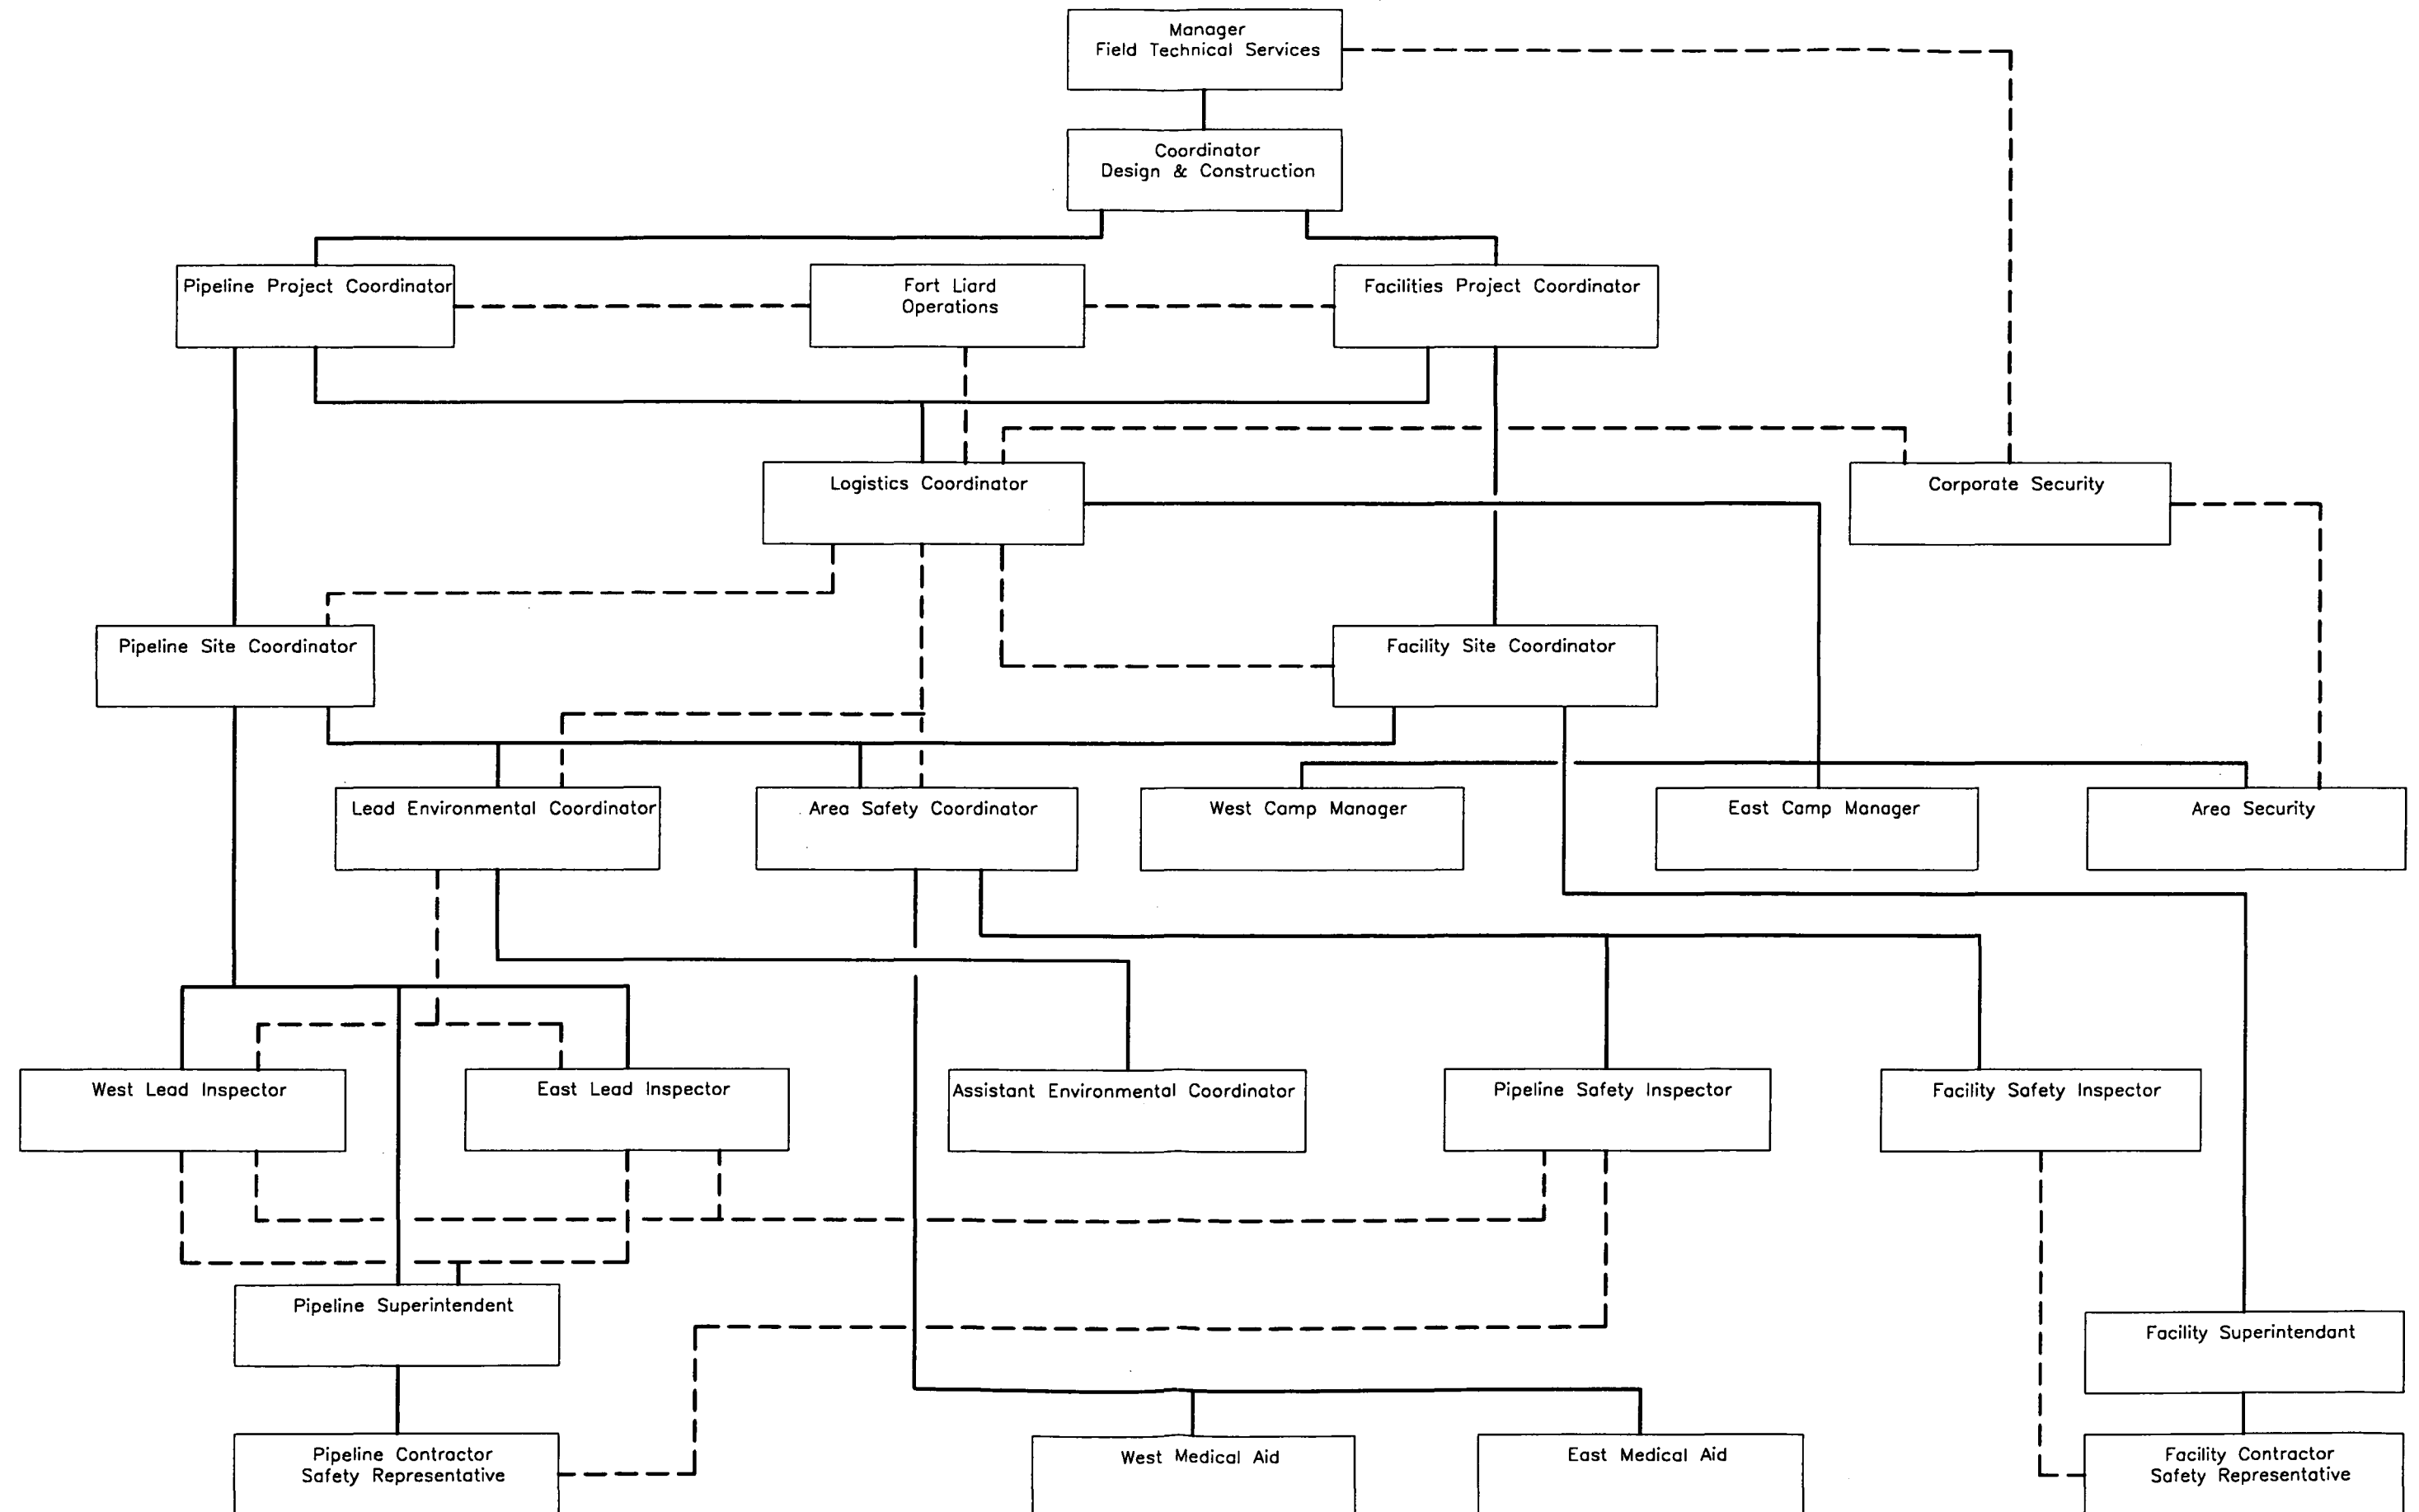 Manager
Field Technical Services
Coordinator
Design & Construction
Pipeline Project Coordinator
Fort Liard
Operations
Facilities Project Coordinator
Logistics Coordinator
Corporate Security
Pipeline Site Coordinator
Facility Site Coordinator
Lead Environmental Coordinator
Area Safety Coordinator
West Camp Manager
East Camp Manager
Area Security
West Lead Inspector
East Lead Inspector
Assistant Environmental Coordinator
Pipeline Safety Inspector
Facility Safety Inspector
Pipeline Superintendent
Facility Superintendant
Pipeline Contractor
Safety Representative
West Medical Aid
East Medical Aid
Facility Contractor
Safety Representative